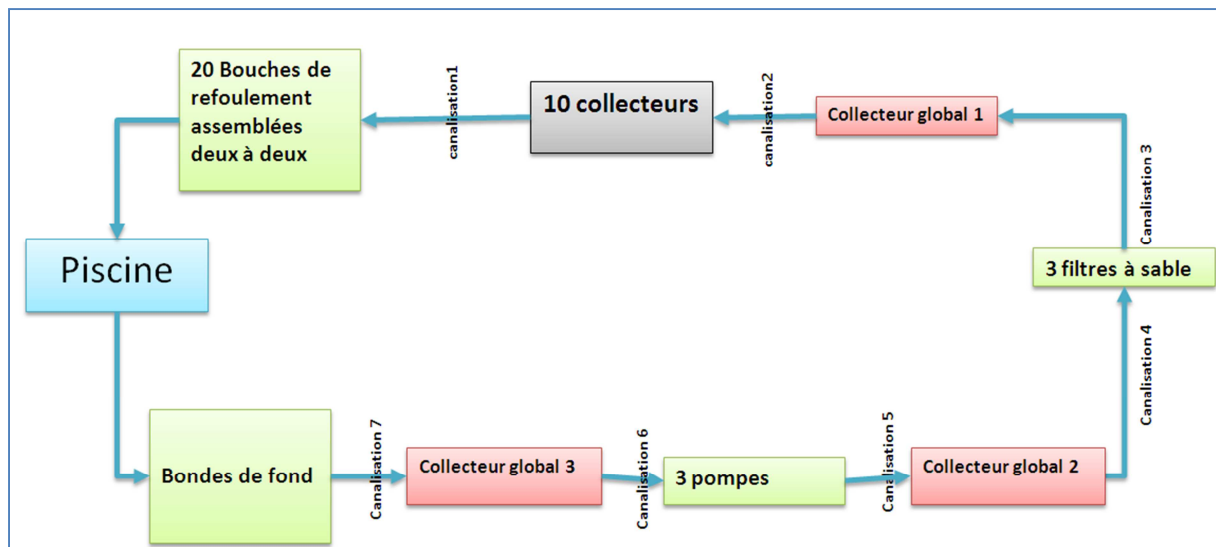 20 Bouches de
refoulement
assemblées
deux à deux
canalisation1
10 collecteurs
canalisation2
Collecteur global 1
Canalisation 3
3 filtres à sable
Piscine
Canalisation 4
Bondes de fond
Canalisation 7
Collecteur global 3
Canalisation 6
3 pompes
Canalisation 5
Collecteur global 2